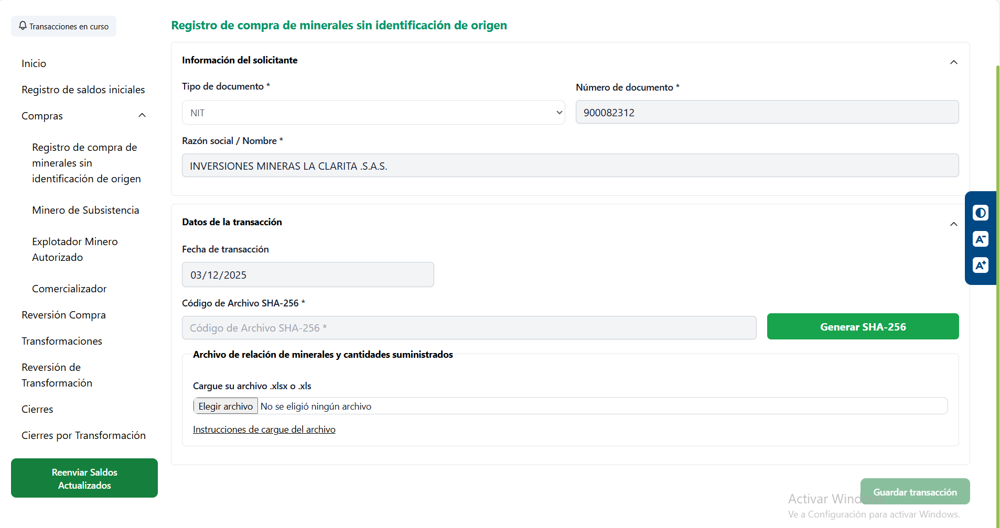 Transacciones en curso
Inicio
Registro de saldos iniciales
Compras
Registro de compra de
minerales sin
identificación de origen
Minero de Subsistencia
Explotador Minero
Autorizado
Comercializador
Reversión Compra
Transformaciones
Reversión de
Transformación
Cierres
Cierres por Transformación
Reenviar Saldos
Actualizados
Registro de compra de minerales sin identificación de origen
Información del solicitante
Tipo de documento *
NIT
Número de documento *
900082312
Razón social / Nombre *
INVERSIONES MINERAS LA CLARITA .S.A.S.
Datos de la transacción
Fecha de transacción
03/12/2025
Código de Archivo SHA-256 *
Código de Archivo SHA-256 *
Generar SHA-256
Archivo de relación de minerales y cantidades suministrados
Cargue su archivo .xlsx o .xls
Elegir archivo No se eligió ningún archivo
Instrucciones de cargue del archivo
Guardar transacción
A-
A+
Activar Windows
Ve a Configuración para activar Windows.